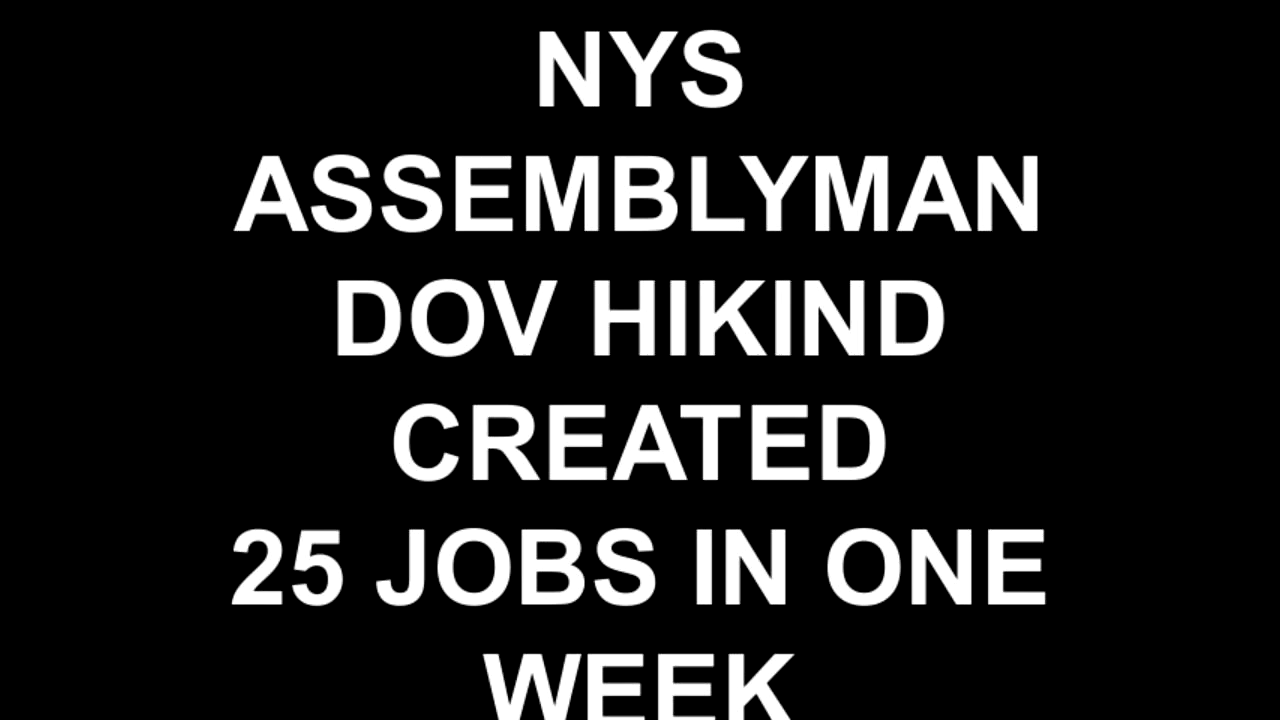 NYS
ASSEMBLYMAN
DOV HIKIND
CREATED
25 JOBS IN ONE
WEEK